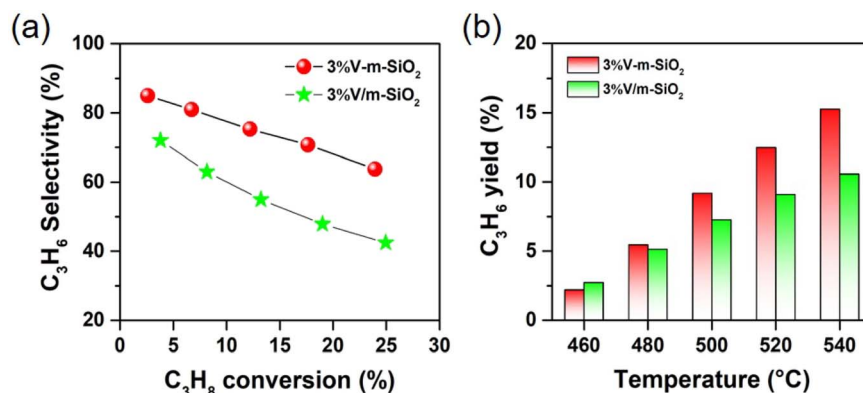 (a)
C₃H₆ Selectivity (%)
100
80
60
40
20
3%V-m-SiO₂
3%V/m-SiO₂
0 5 10 15 20 25 30
C₃H₈ conversion (%)
(b)
C₃H₆ yield (%)
20
15
10
5
0
3%V-m-SiO₂
3%V/m-SiO₂
460 480 500 520 540
Temperature (°C)